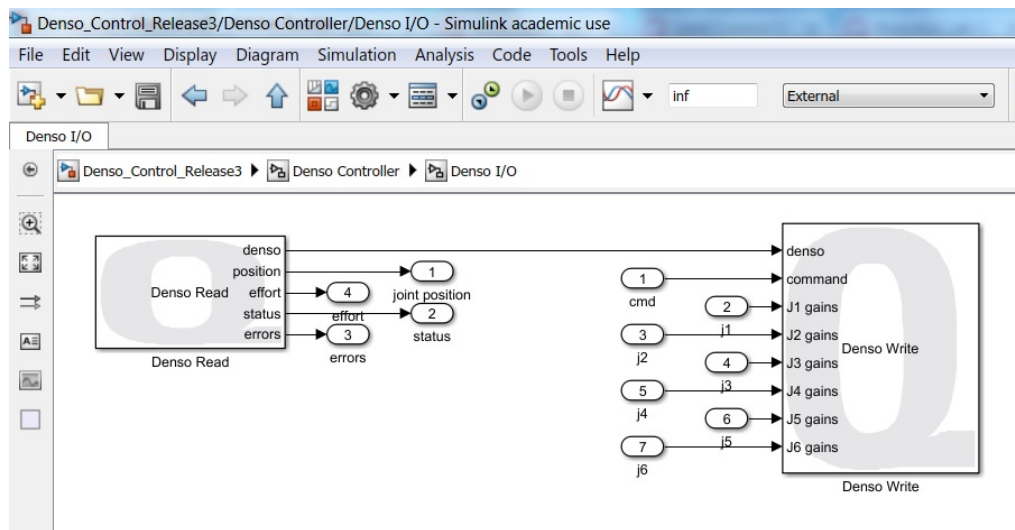 Denso_Control_Release3/Denso Controller/Denso I/O - Simulink academic use
File Edit View Display Diagram Simulation Analysis Code Tools Help
inf External
Denso I/O
Denso_Control_Release3 Denso Controller Denso I/O
denso
position
effort
status
errors
Denso Read
Denso Read
1
joint position
4
effort
2
status
3
errors
1
cmd
2
j1
3
j2
4
j3
5
j4
6
j5
7
j6
denso
command
J1 gains
J2 gains
J3 gains
J4 gains
J5 gains
J6 gains
Denso Write
Denso Write